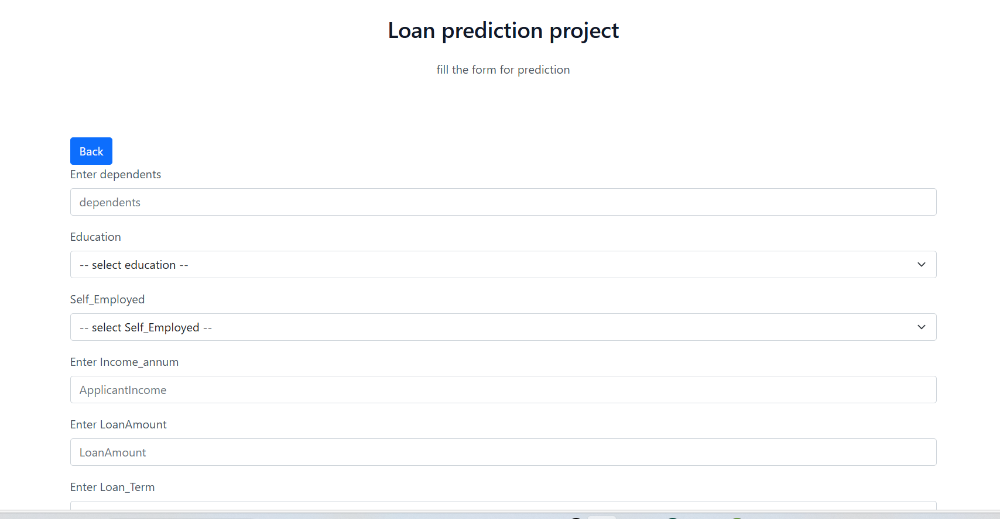 Loan prediction project
fill the form for prediction
Back
Enter dependents
dependents
Education
-- select education --
Self_Employed
-- select Self_Employed --
Enter Income_annum
ApplicantIncome
Enter LoanAmount
LoanAmount
Enter Loan_Term